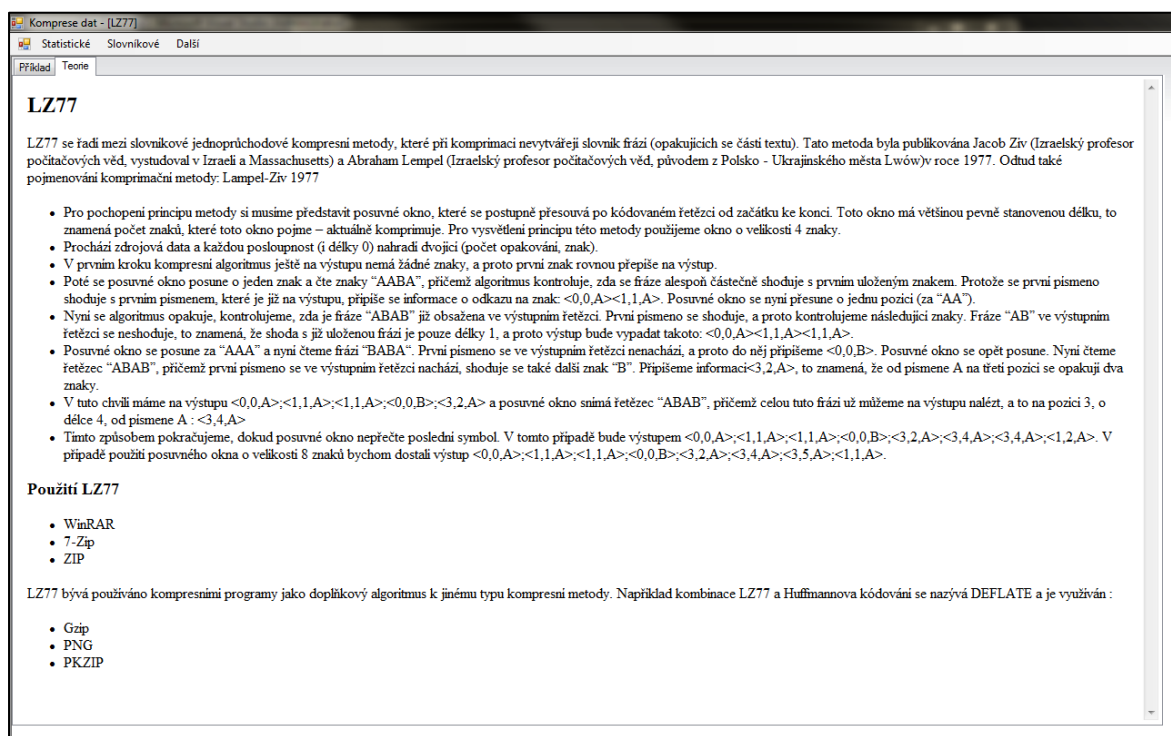 Komprese dat - [LZ77]
Statistické Slovníkové Další
Příklad Teorie
LZ77
LZ77 se řadí mezi slovníkové jednoprůchodové kompresní metody, které při komprimaci nevytvářejí slovník frází (opakujících se částí textu). Tato metoda byla publikována Jacob Ziv (Izraelský profesor
počítačových věd, vystudoval v Izraeli a Massachusetts) a Abraham Lempel (Izraelský profesor počítačových věd, původem z Polsko - Ukrajinského města Lwów)v roce 1977. Odtud také
pojmenování komprimační metody: Lampel-Ziv 1977
• Pro pochopení principu metody si musíme představit posuvné okno, které se postupně přesouvá po kódovaném řetězci od začátku ke konci. Toto okno má většinou pevně stanovenou délku, to
znamená počet znaků, které toto okno pojme – aktuálně komprimuje. Pro vysvětlení principu této metody použijeme okno o velikosti 4 znaky.
• Prochází zdrojová data a každou posloupnost (i délky 0) nahradí dvojicí (počet opakování, znak).
• V prvním kroku kompresní algoritmus ještě na výstupu nemá žádné znaky, a proto první znak rovnou přepíše na výstup.
• Poté se posuvné okno posune o jeden znak a čte znaky “AABA”, přičemž algoritmus kontroluje, zda se fráze alespoň částečně shoduje s prvním uloženým znakem. Protože se první písmeno
shoduje s prvním písmenem, které je již na výstupu, připíše se informace o odkazu na znak: <0,0,A><1,1,A>. Posuvné okno se nyní přesune o jednu pozici (za “AA”).
• Nyní se algoritmus opakuje, kontrolujeme, zda je fráze “ABAB” již obsažena ve výstupním řetězci. První písmeno se shoduje, a proto kontrolujeme následující znaky. Fráze “AB” ve výstupním
řetězci se neshoduje, to znamená, že shoda s již uloženou frází je pouze délky 1, a proto výstup bude vypadat takoto: <0,0,A><1,1,A><1,1,A>.
• Posuvné okno se posune za “AAA” a nyní čteme frázi “BABA“. První písmeno se ve výstupním řetězci nenachází, a proto do něj připíšeme <0,0,B>. Posuvné okno se opět posune. Nyní čteme
řetězec “ABAB”, přičemž první písmeno se ve výstupním řetězci nachází, shoduje se také další znak “B”. Připíšeme informaci<3,2,A>, to znamená, že od písmene A na třetí pozici se opakují dva
znaky.
• V tuto chvíli máme na výstupu <0,0,A>;<1,1,A>;<1,1,A>;<0,0,B>;<3,2,A> a posuvné okno snímá řetězec “ABAB”, přičemž celou tuto frázi už můžeme na výstupu nalézt, a to na pozici 3, o
délce 4, od písmene A : <3,4,A>
• Tímto způsobem pokračujeme, dokud posuvné okno nepřečte poslední symbol. V tomto případě bude výstupem <0,0,A>;<1,1,A>;<1,1,A>;<0,0,B>;<3,2,A>;<3,4,A>;<3,4,A>;<1,2,A>. V
případě použití posuvného okna o velikosti 8 znaků bychom dostali výstup <0,0,A>;<1,1,A>;<1,1,A>;<0,0,B>;<3,2,A>;<3,4,A>;<3,5,A>;<1,1,A>.
Použití LZ77
• WinRAR
• 7-Zip
• ZIP
LZ77 bývá používáno kompresními programy jako doplňkový algoritmus k jinému typu kompresní metody. Například kombinace LZ77 a Huffmannova kódování se nazývá DEFLATE a je využíván :
• Gzip
• PNG
• PKZIP